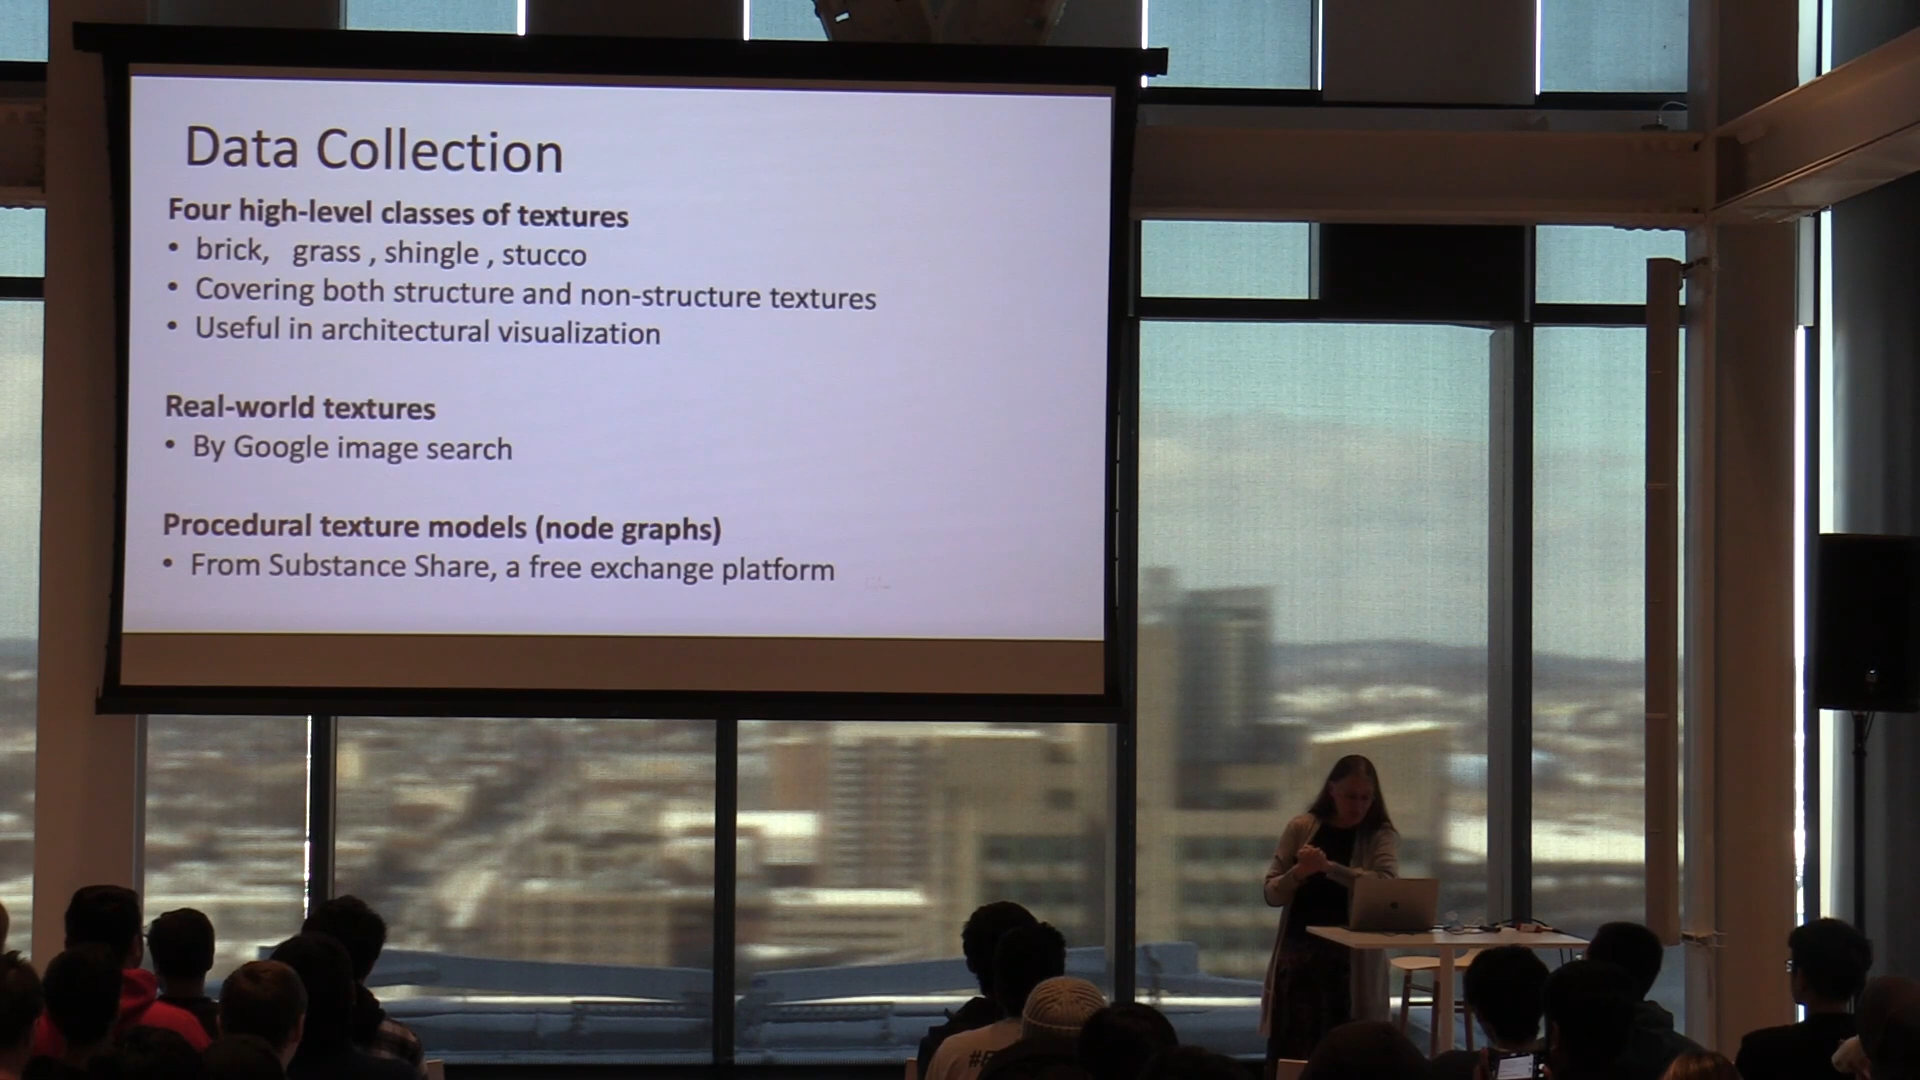 Data Collection
Four high-level classes of textures
• brick, grass , shingle , stucco
• Covering both structure and non-structure textures
• Useful in architectural visualization
Real-world textures
• By Google image search
Procedural texture models (node graphs)
• From Substance Share, a free exchange platform